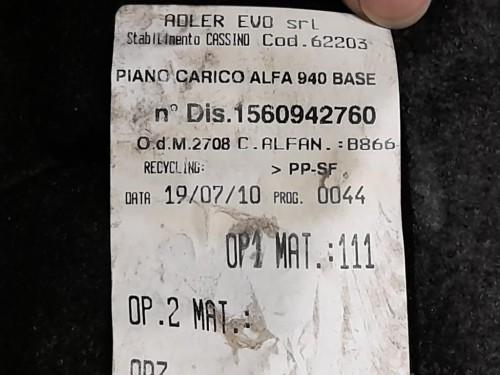 ADLER EVO srl
Stabilimento CASSINO Cod.62203
PIANO CARICO ALFA 940 BASE
n° Dis.1560942760
O.d.M.2708 C.ALFAN.:B866
RECYCLING: > PP-SF
DATA 19/07/10 PROG. 0044
OP1 MAT.:111
OP.2 MAT.: